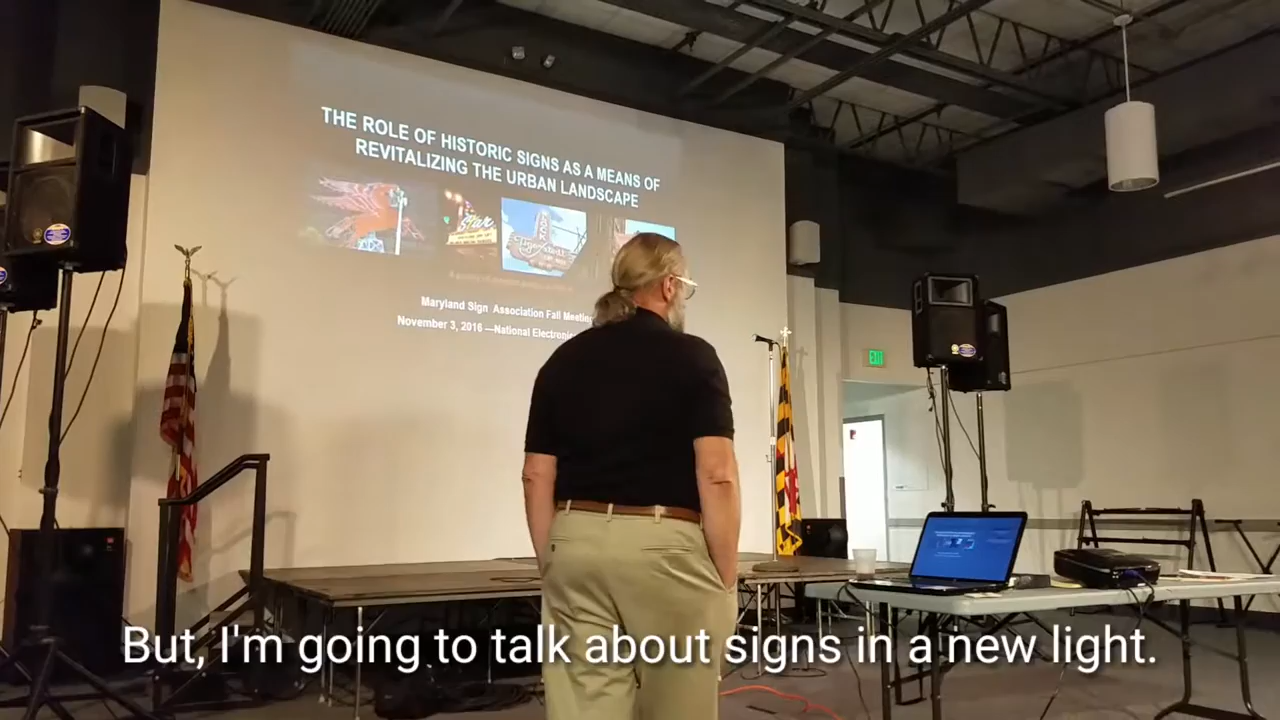 THE ROLE OF HISTORIC SIGNS AS A MEANS OF
REVITALIZING THE URBAN LANDSCAPE
Star
Maryland Sign Association Fall Meeting
November 3, 2016 —National Electronic
EXIT
But, I'm going to talk about signs in a new light.